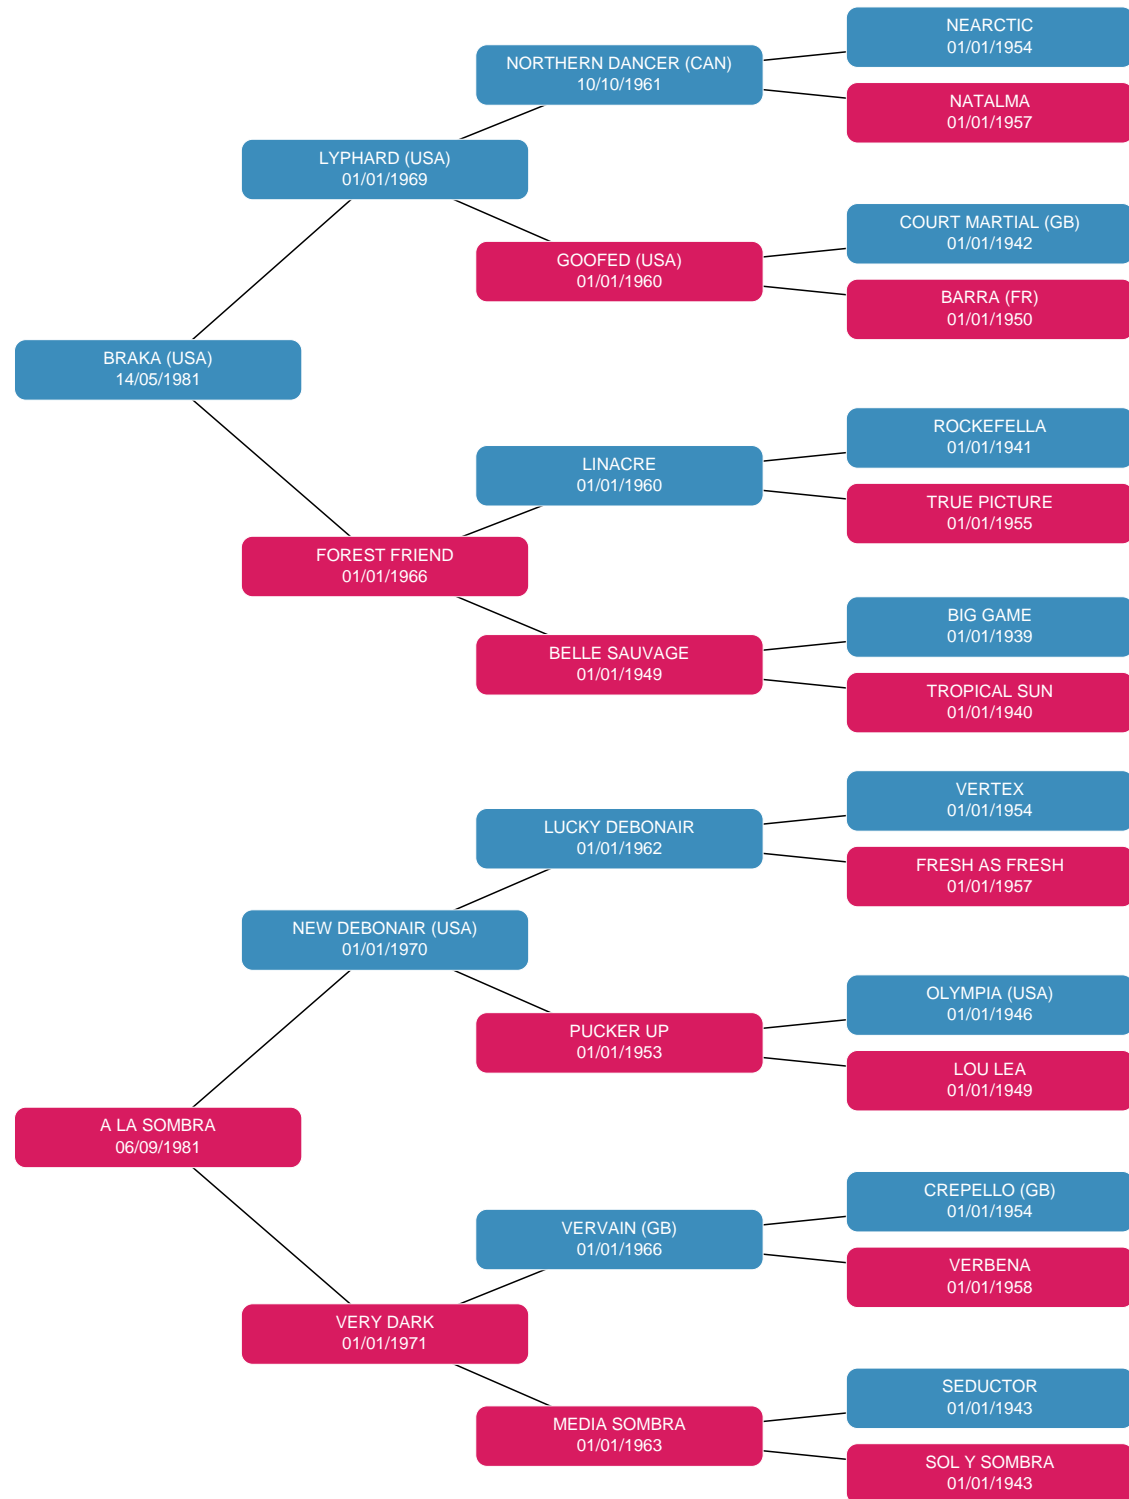 NEARCTIC
01/01/1954
NORTHERN DANCER (CAN)
10/10/1961
NATALMA
01/01/1957
LYPHARD (USA)
01/01/1969
COURT MARTIAL (GB)
01/01/1942
GOOFED (USA)
01/01/1960
BARRA (FR)
01/01/1950
BRAKA (USA)
14/05/1981
ROCKEFELLA
01/01/1941
LINACRE
01/01/1960
TRUE PICTURE
01/01/1955
FOREST FRIEND
01/01/1966
BIG GAME
01/01/1939
BELLE SAUVAGE
01/01/1949
TROPICAL SUN
01/01/1940
VERTEX
01/01/1954
LUCKY DEBONAIR
01/01/1962
FRESH AS FRESH
01/01/1957
NEW DEBONAIR (USA)
01/01/1970
OLYMPIA (USA)
01/01/1946
PUCKER UP
01/01/1953
LOU LEA
01/01/1949
A LA SOMBRA
06/09/1981
CREPELLO (GB)
01/01/1954
VERVAIN (GB)
01/01/1966
VERBENA
01/01/1958
VERY DARK
01/01/1971
SEDUCTOR
01/01/1943
MEDIA SOMBRA
01/01/1963
SOL Y SOMBRA
01/01/1943